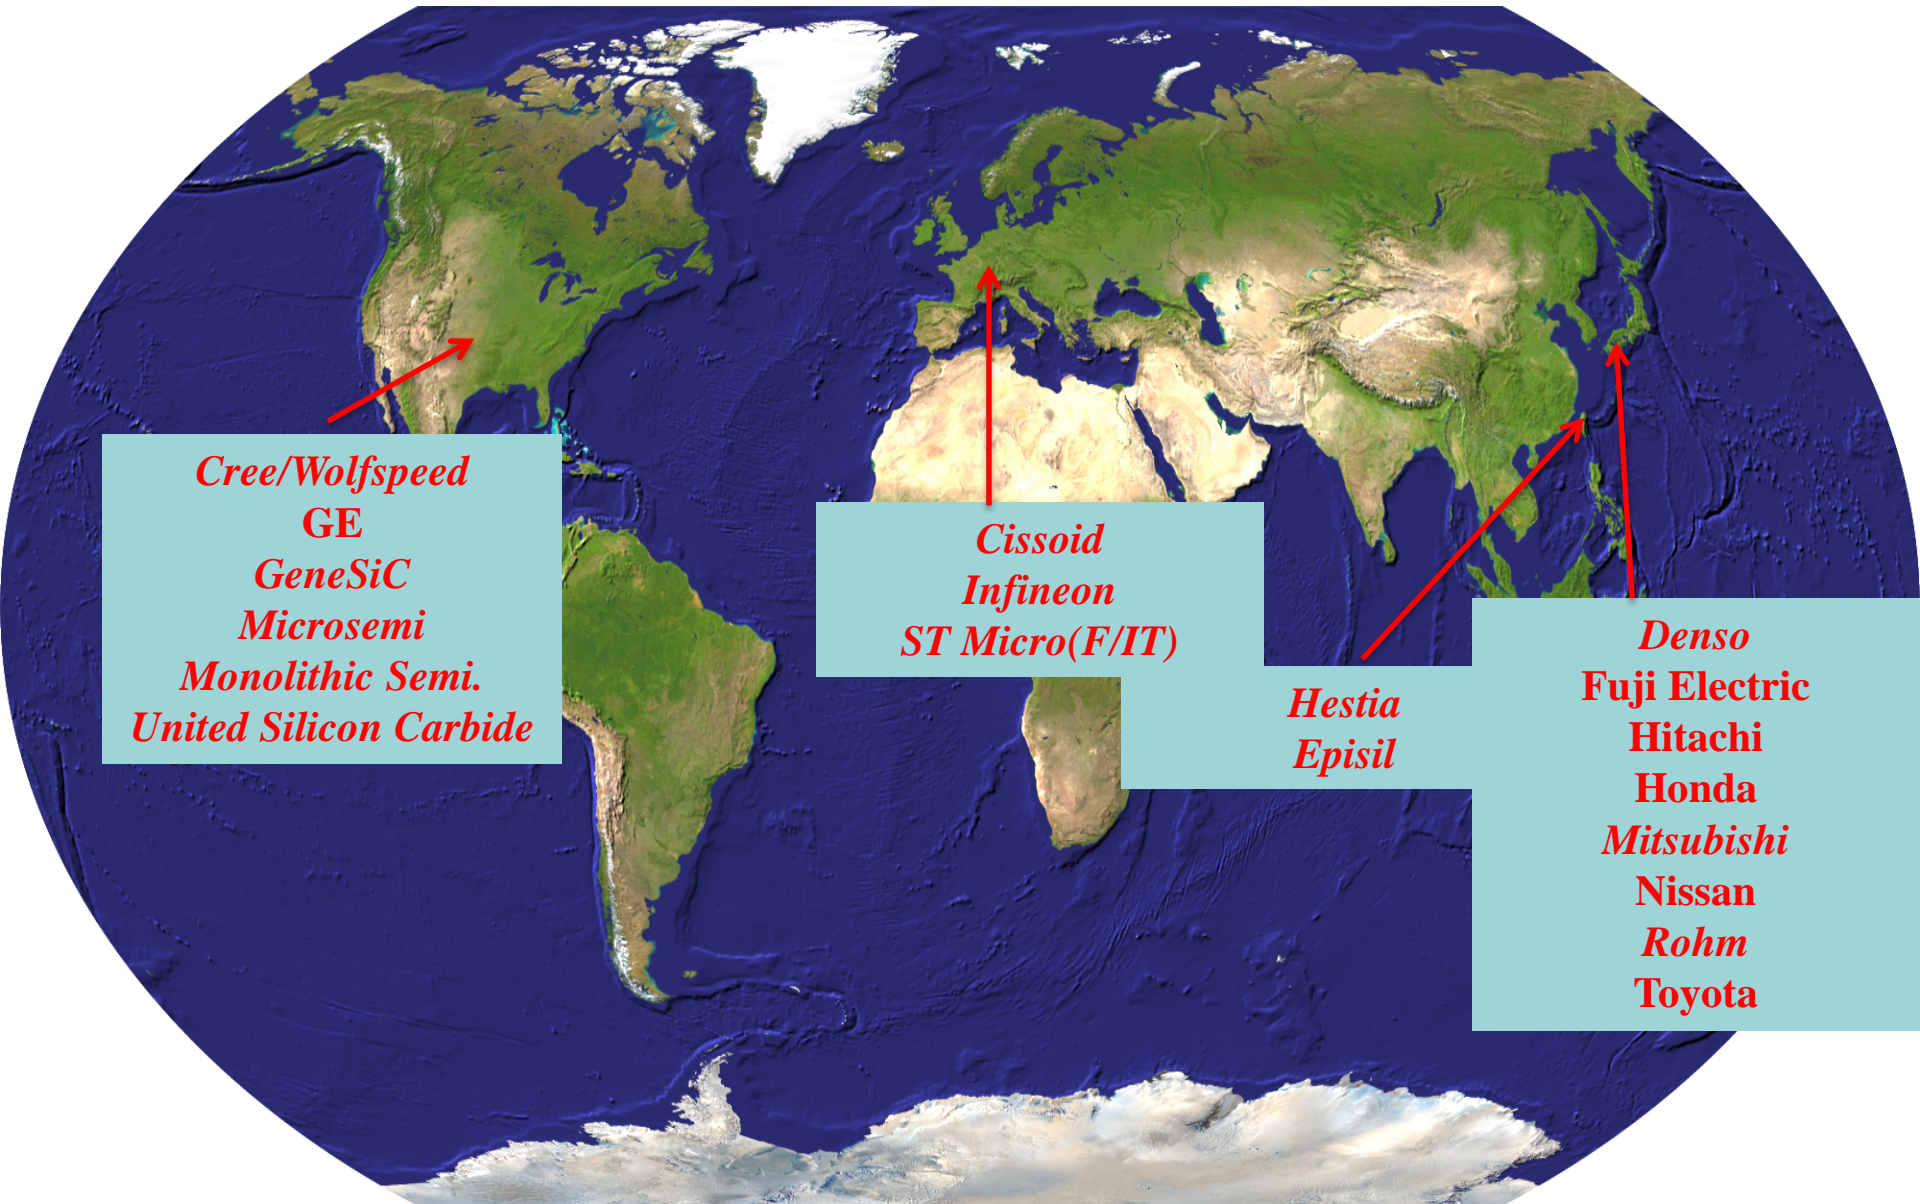 Cree/Wolfspeed
GE
GeneSiC
Microsemi
Monolithic Semi.
United Silicon Carbide
Cissoid
Infineon
ST Micro(F/IT)
Hestia
Episil
Denso
Fuji Electric
Hitachi
Honda
Mitsubishi
Nissan
Rohm
Toyota